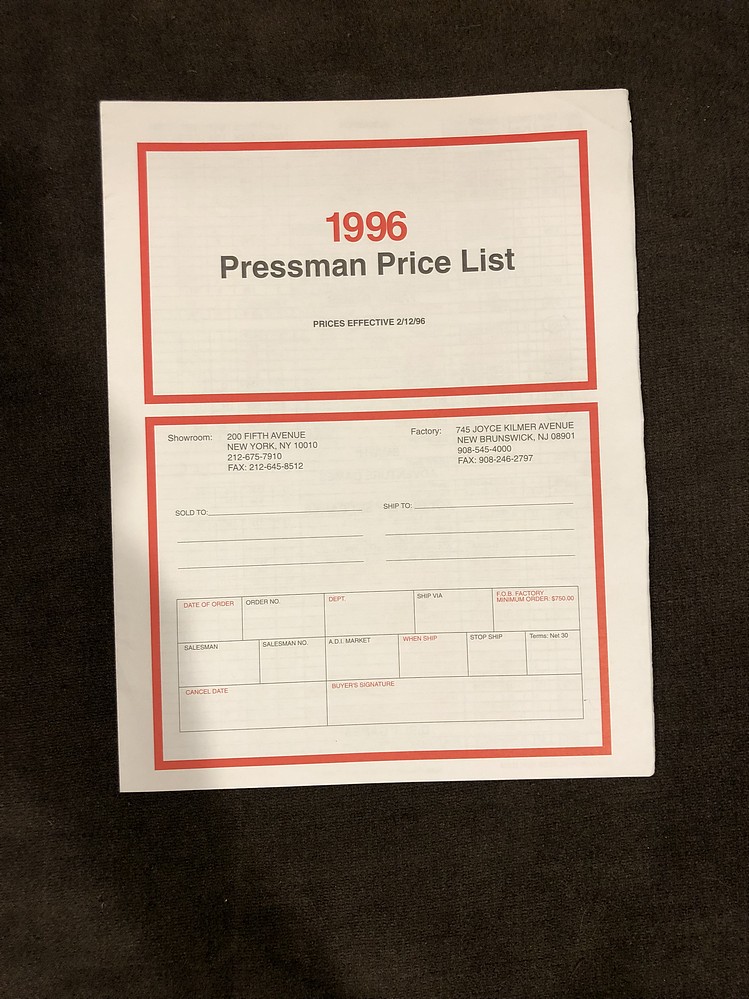 1996
Pressman Price List
PRICES EFFECTIVE 2/12/96
Showroom: 200 FIFTH AVENUE
NEW YORK, NY 10010
212-675-7910
FAX: 212-645-8512
Factory: 745 JOYCE KILMER AVENUE
NEW BRUNSWICK, NJ 08901
908-545-4000
FAX: 908-246-2797
SOLD TO:
SHIP TO:
DATE OF ORDER
ORDER NO.
DEPT.
SHIP VIA
F.O.B. FACTORY
MINIMUM ORDER: $750.00
SALESMAN
SALESMAN NO.
A.D.I. MARKET
WHEN SHIP
STOP SHIP
Terms: Net 30
CANCEL DATE
BUYER'S SIGNATURE